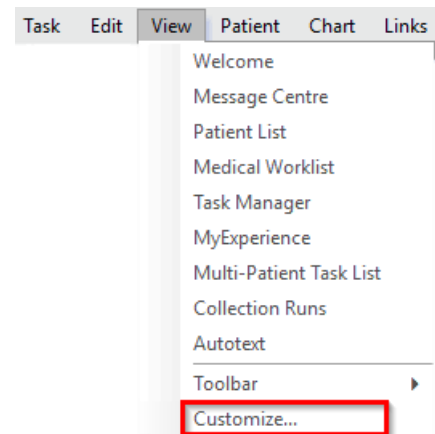 Task Edit View Patient Chart Links
Welcome
Message Centre
Patient List
Medical Worklist
Task Manager
MyExperience
Multi-Patient Task List
Collection Runs
Autotext
Toolbar
Customize...